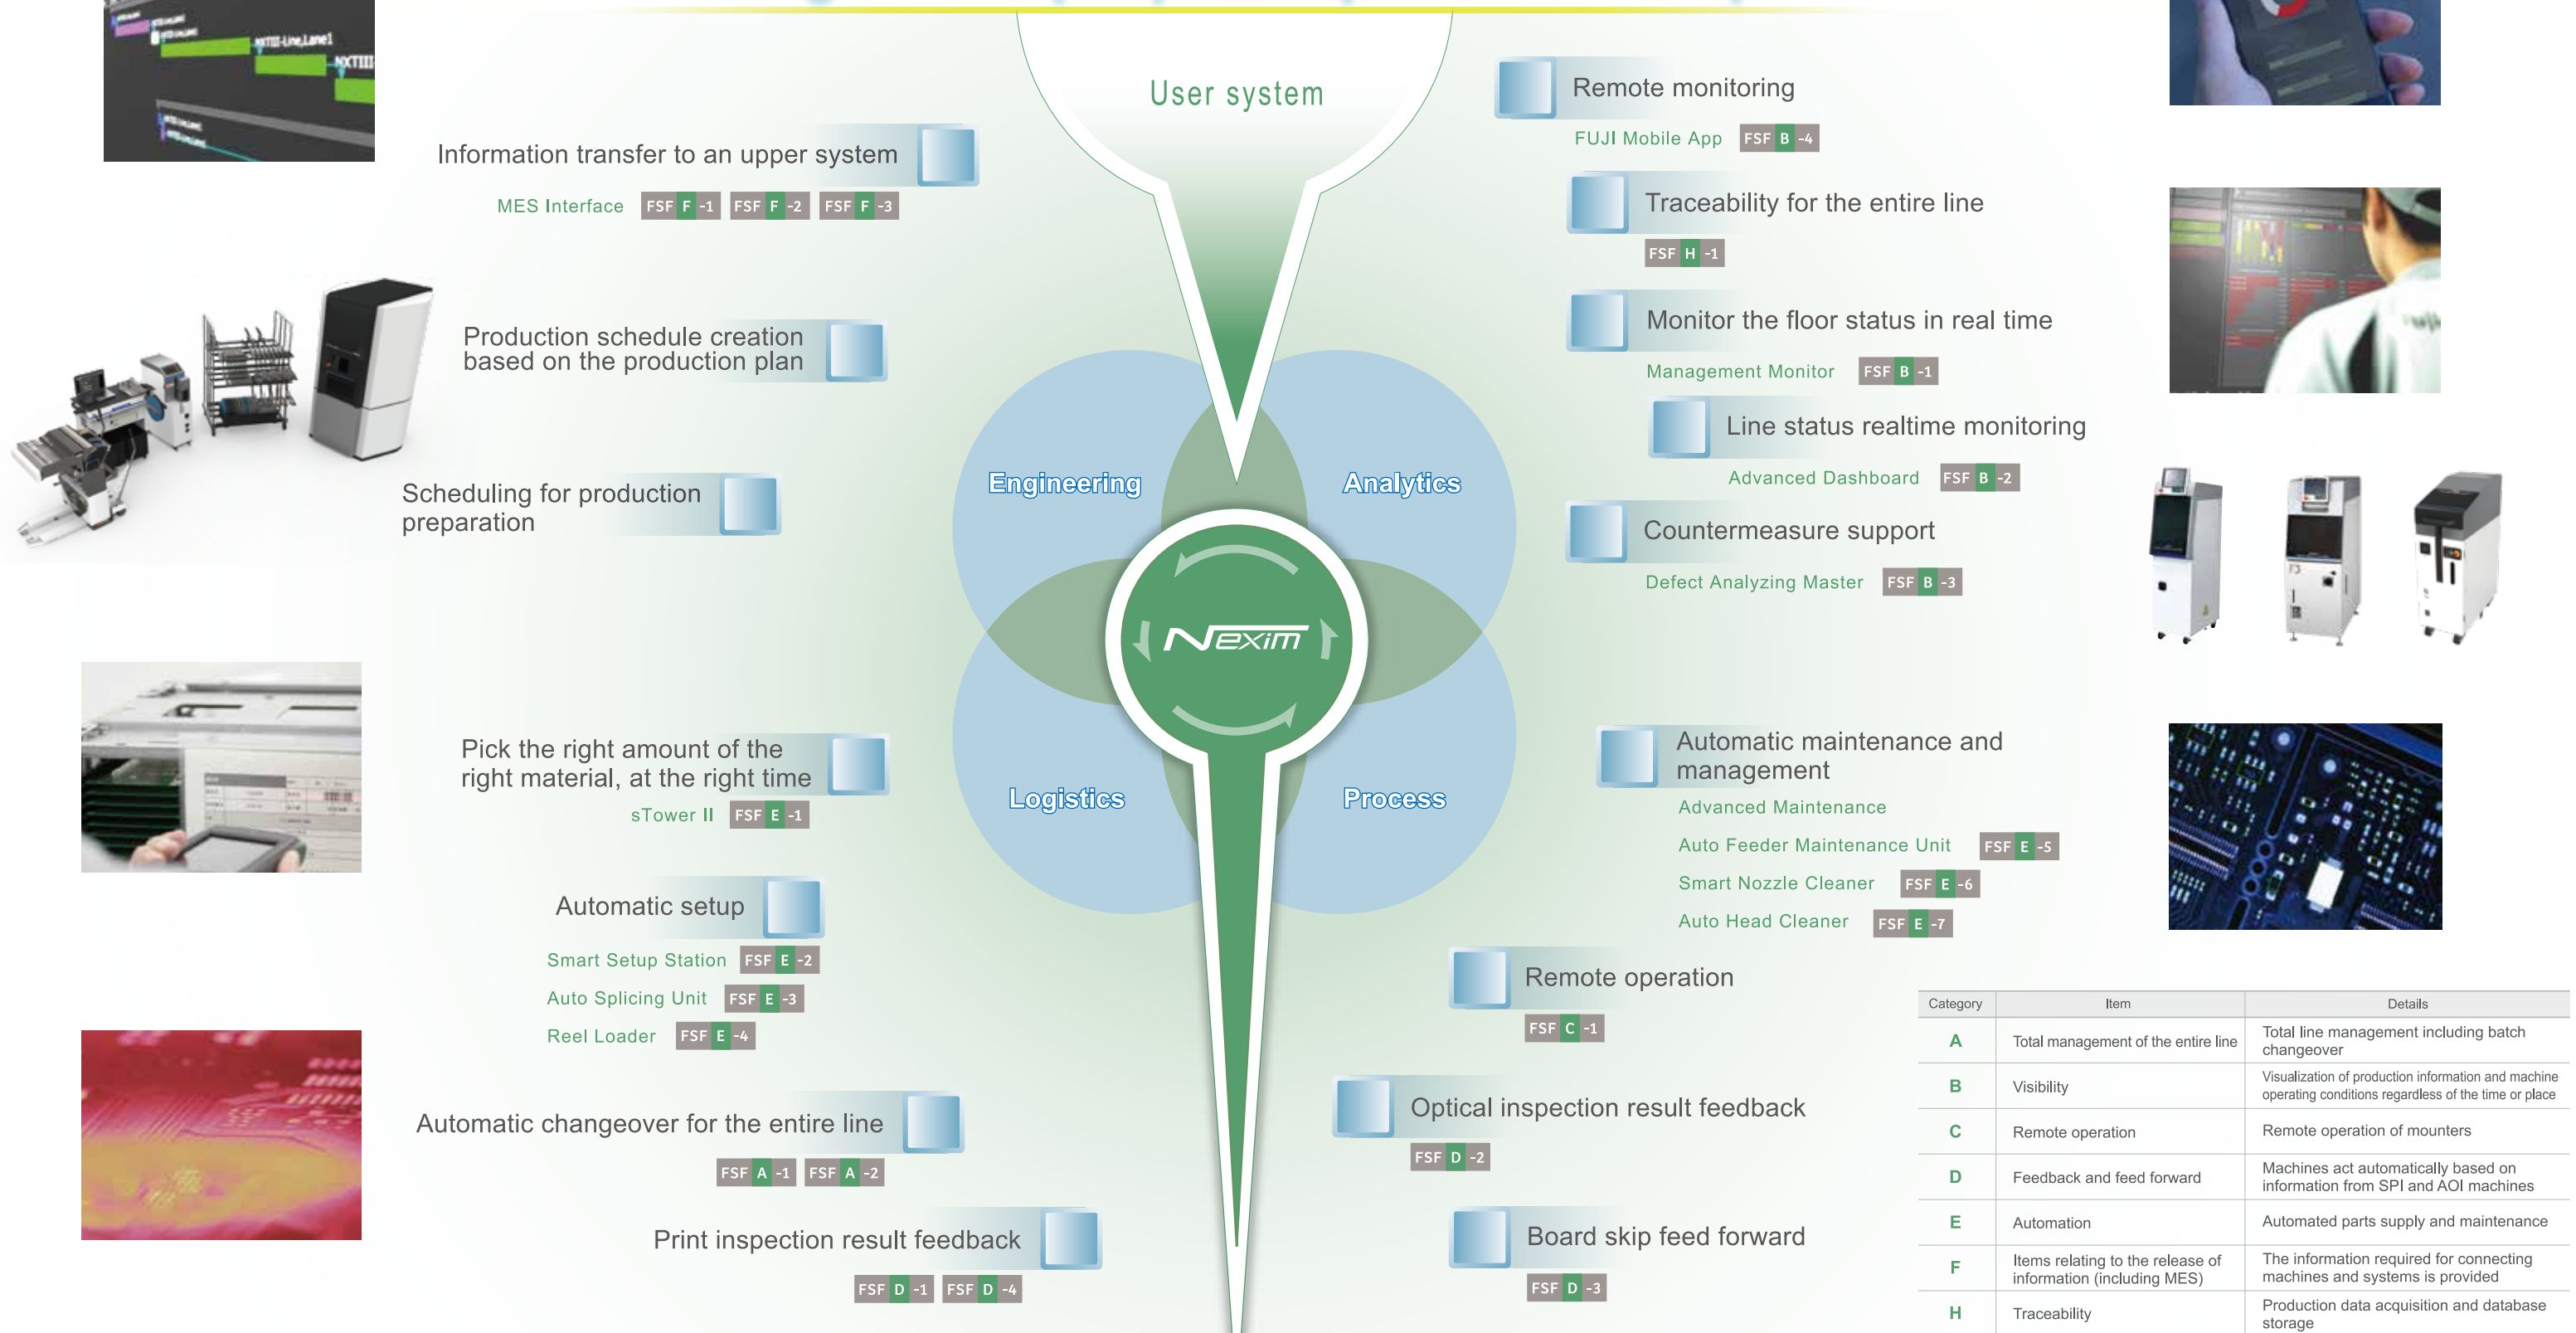 NXTIII-Line,Lane1
User system
Information transfer to an upper system
MES Interface FSF F -1 FSF F -2 FSF F -3
Production schedule creation
based on the production plan
Scheduling for production
preparation
Pick the right amount of the
right material, at the right time
sTower II FSF E -1
Automatic setup
Smart Setup Station FSF E -2
Auto Splicing Unit FSF E -3
Reel Loader FSF E -4
Automatic changeover for the entire line
FSF A -1 FSF A -2
Print inspection result feedback
FSF D -1 FSF D -4
Engineering
Analytics
Nexim
Logistics
Process
Remote monitoring
FUJI Mobile App FSF B -4
Traceability for the entire line
FSF H -1
Monitor the floor status in real time
Management Monitor FSF B -1
Line status realtime monitoring
Advanced Dashboard FSF B -2
Countermeasure support
Defect Analyzing Master FSF B -3
Automatic maintenance and
management
Advanced Maintenance
Auto Feeder Maintenance Unit FSF E -5
Smart Nozzle Cleaner FSF E -6
Auto Head Cleaner FSF E -7
Remote operation
FSF C -1
Optical inspection result feedback
FSF D -2
Board skip feed forward
FSF D -3
Category Item Details
A Total management of the entire line Total line management including batch
changeover
B Visibility Visualization of production information and machine
operating conditions regardless of the time or place
C Remote operation Remote operation of mounters
D Feedback and feed forward Machines act automatically based on
information from SPI and AOI machines
E Automation Automated parts supply and maintenance
F Items relating to the release of
information (including MES) The information required for connecting
machines and systems is provided
H Traceability Production data acquisition and database
storage